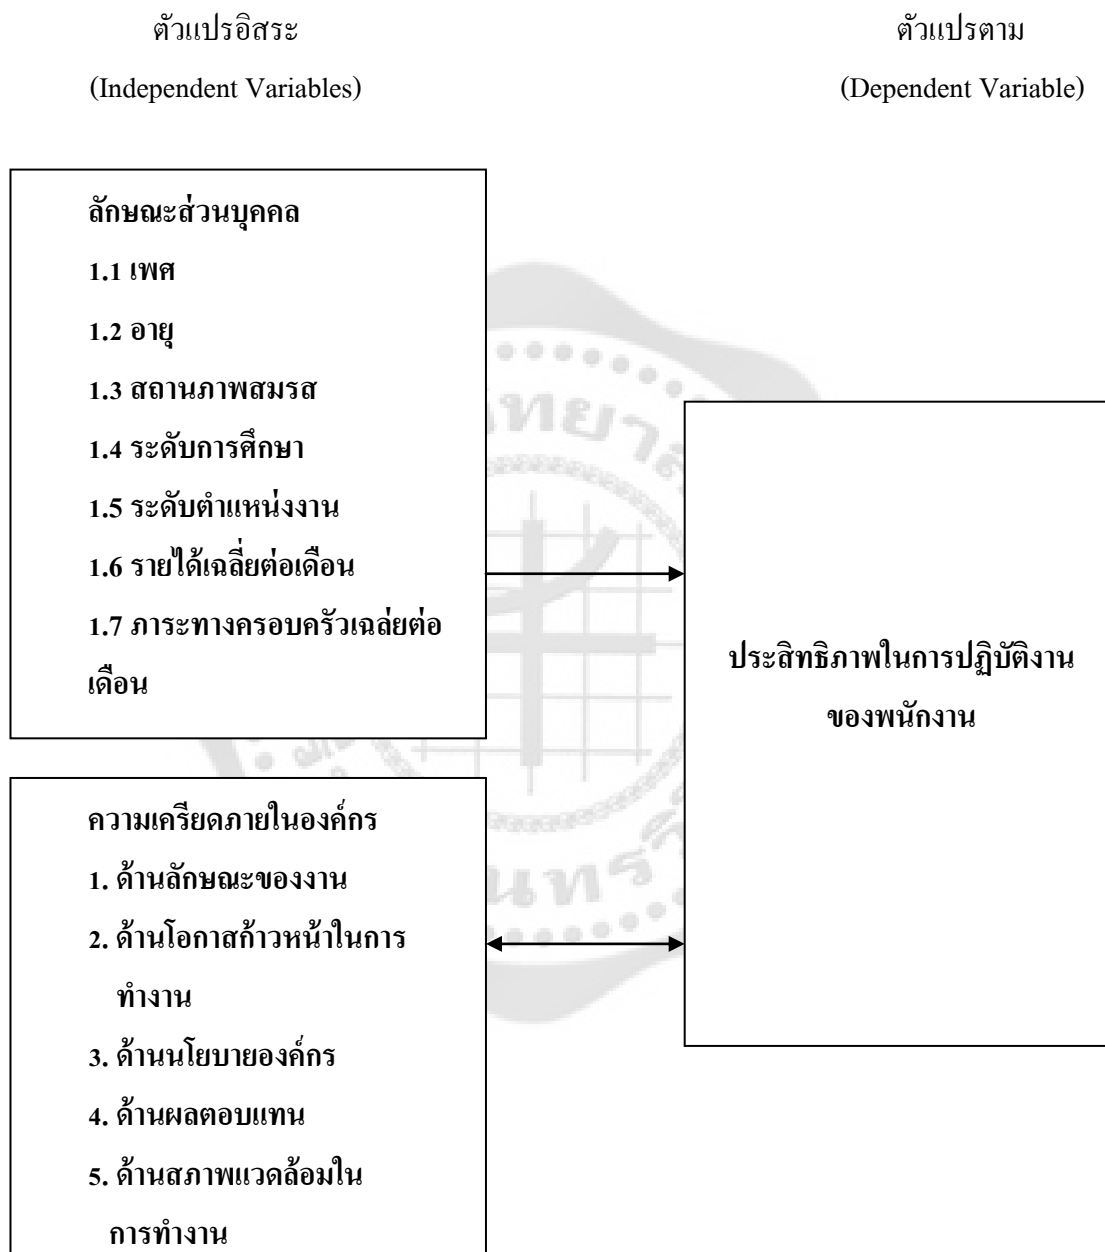 ตัวแปรอิสระ
(Independent Variables)
ตัวแปรตาม
(Dependent Variable)
ลักษณะส่วนบุคคล
1.1 เพศ
1.2 อายุ
1.3 สถานภาพสมรส
1.4 ระดับการศึกษา
1.5 ระดับตำแหน่งงาน
1.6 รายได้เฉลี่ยต่อเดือน
1.7 ภาระทางครอบครัวเฉล่ยต่อ
เดือน
ความเครียดภายในองค์กร
1. ด้านลักษณะของงาน
2. ด้านโอกาสก้าวหน้าในการ
ทำงาน
3. ด้านนโยบายองค์กร
4. ด้านผลตอบแทน
5. ด้านสภาพแวดล้อมใน
การทำงาน
ประสิทธิภาพในการปฏิบัติงาน
ของพนักงาน